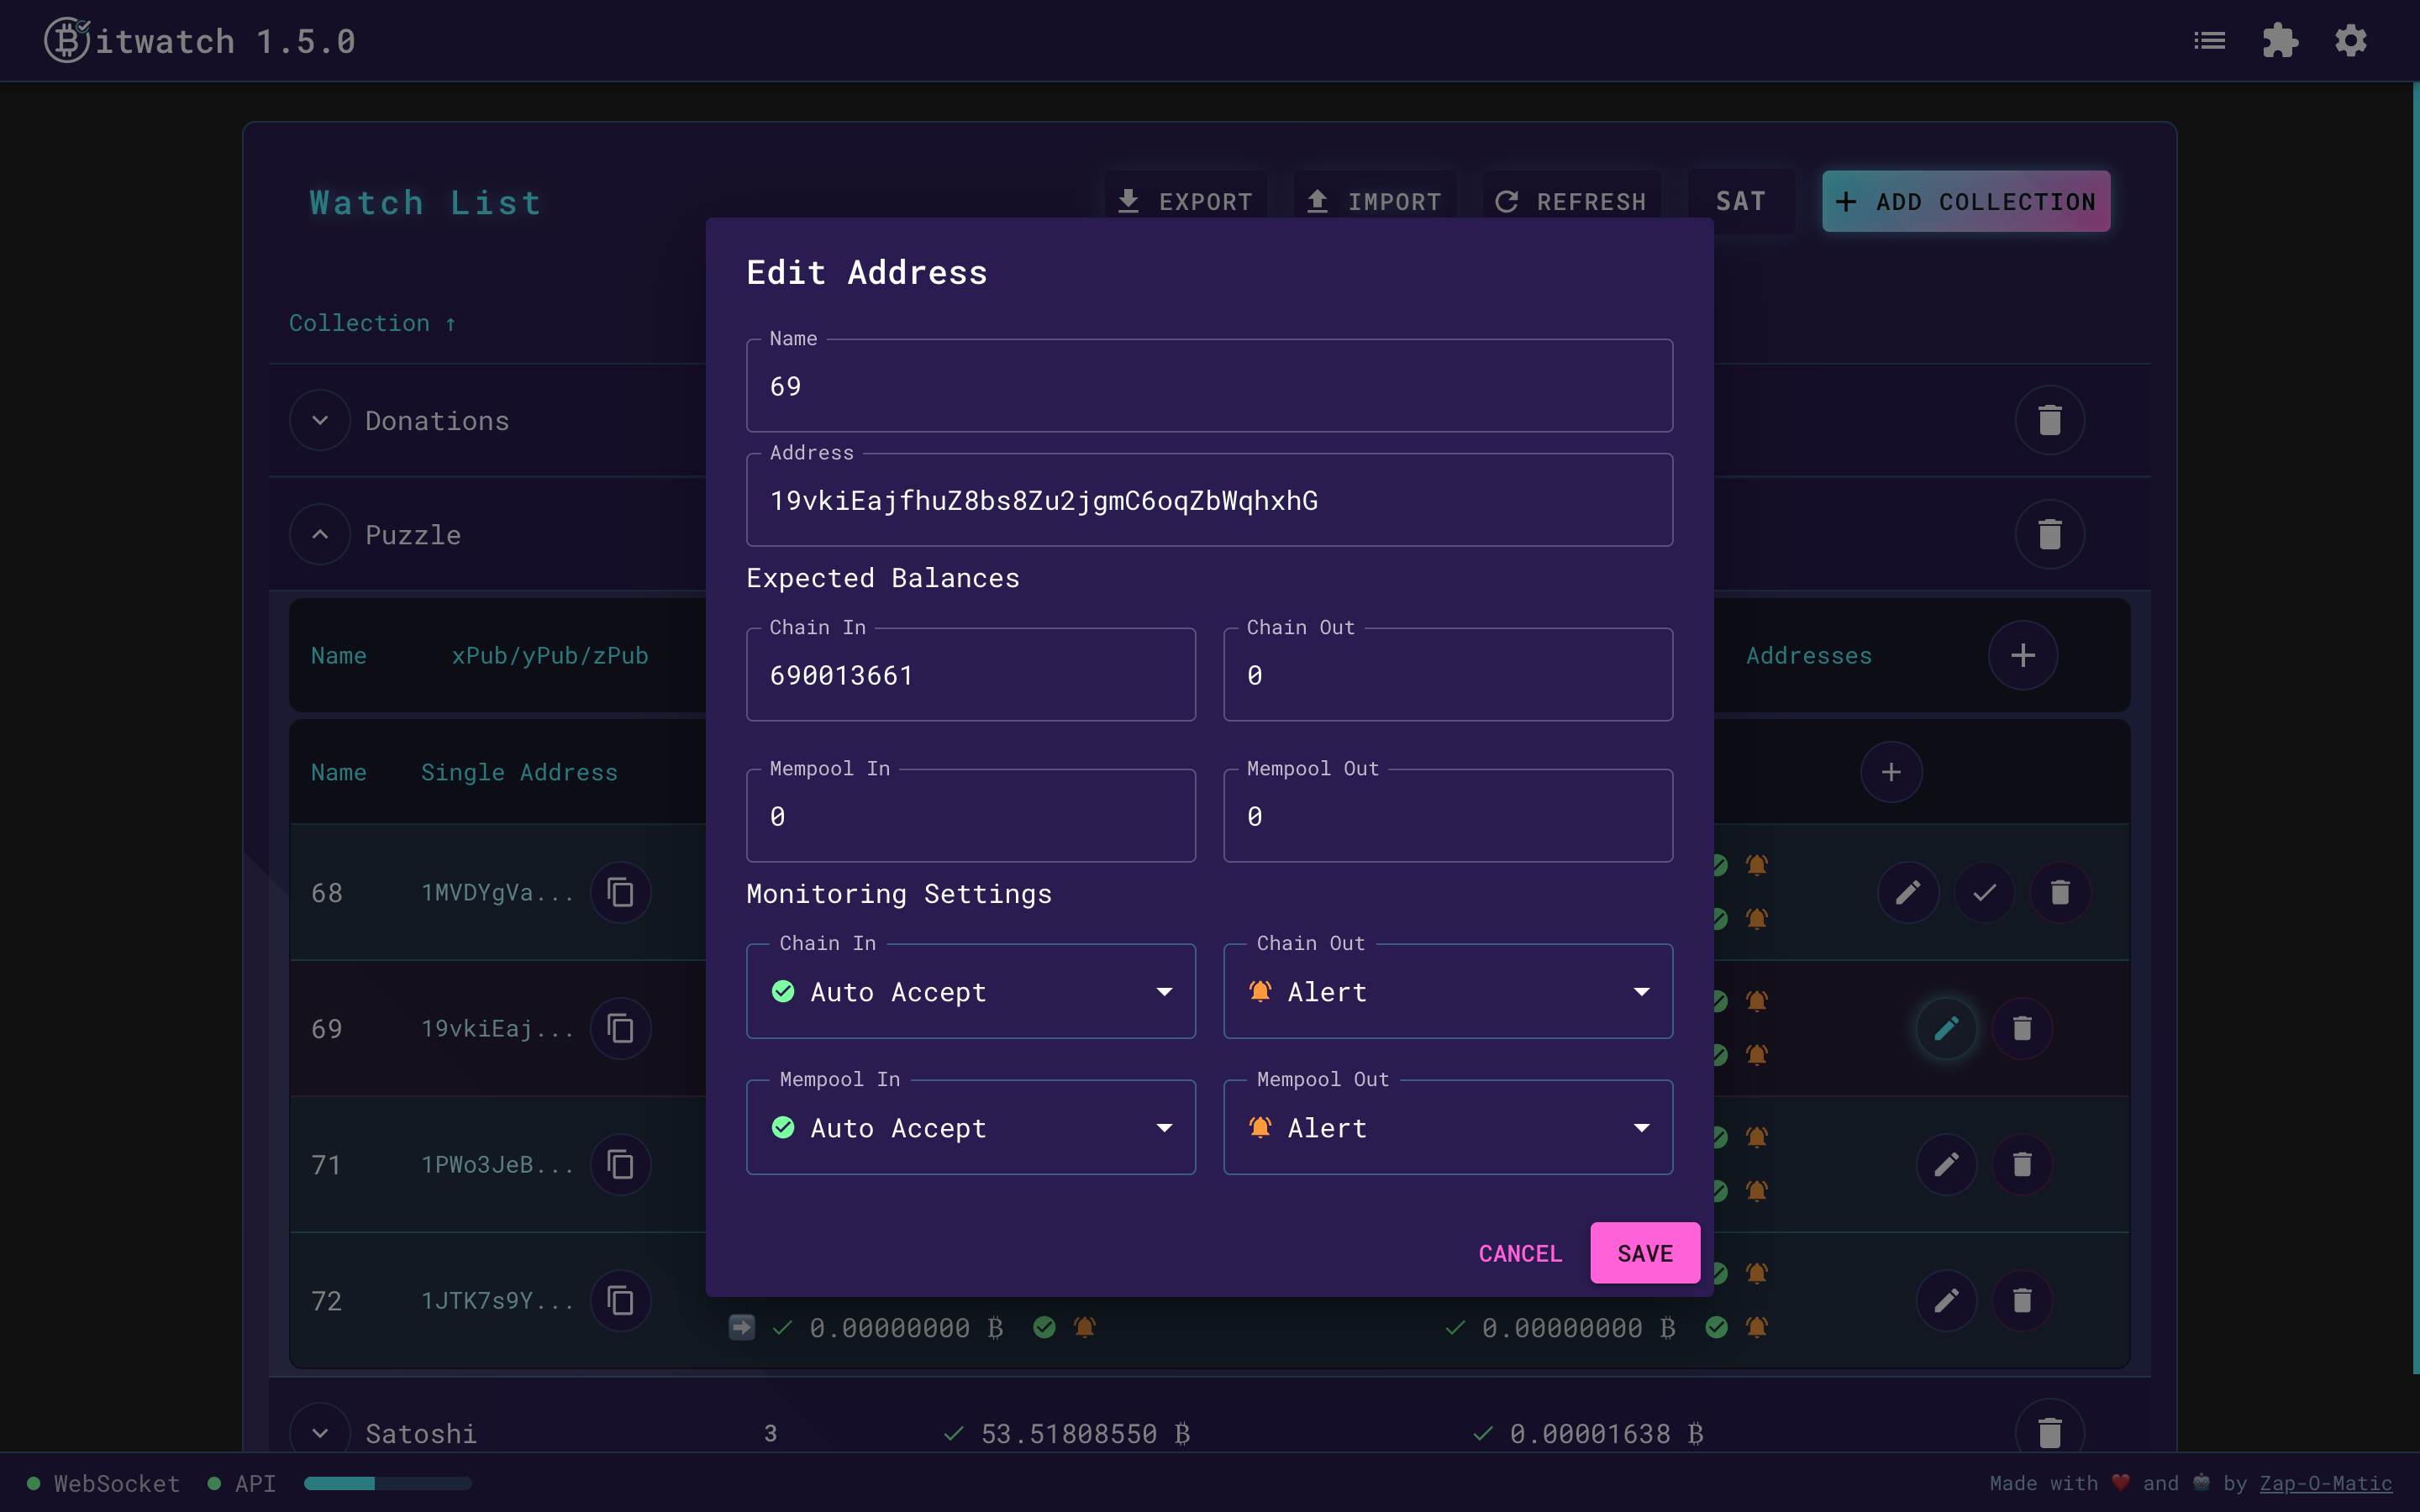 Bitwatch 1.5.0
Watch List
EXPORT
IMPORT
REFRESH
SAT
+ ADD COLLECTION
Collection ↑
Donations
Puzzle
Name xPub/yPub/zPub Addresses
Name Single Address
68 1MVDYgVa...
69 19vkiEaj...
71 1PWo3JeB...
72 1JTK7s9Y...
0.00000000 ₿ 0.00000000 ₿
Satoshi 3 53.51808550 ₿ 0.00001638 ₿
Edit Address
Name
69
Address
19vkiEajfhuZ8bs8Zu2jgmC6oqZbWqhxhG
Expected Balances
Chain In
690013661
Chain Out
0
Mempool In
0
Mempool Out
0
Monitoring Settings
Chain In
Auto Accept
Chain Out
Alert
Mempool In
Auto Accept
Mempool Out
Alert
CANCEL
SAVE
WebSocket
API
Made with ❤️ and 🤖 by Zap-O-Matic